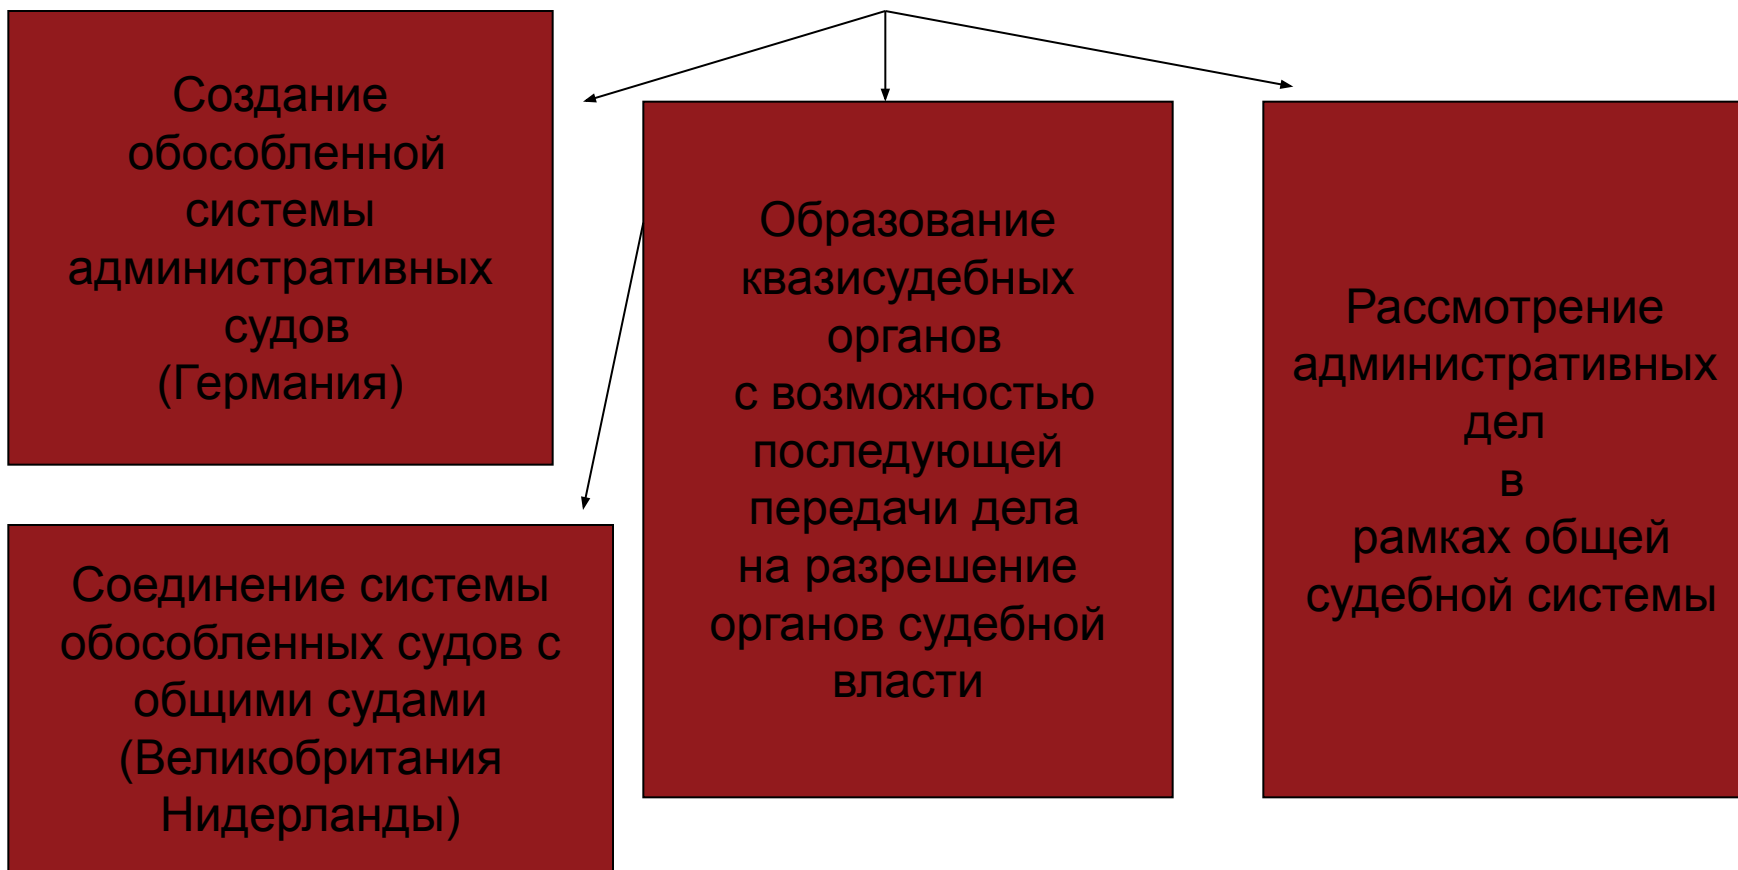 Создание
обособленной
системы
административных
судов
(Германия)
Соединение системы
обособленных судов с
общими судами
(Великобритания
Нидерланды)
Образование
квазисудебных
органов
с возможностью
последующей
передачи дела
на разрешение
органов судебной
власти
Рассмотрение
административных
дел
в
рамках общей
судебной системы